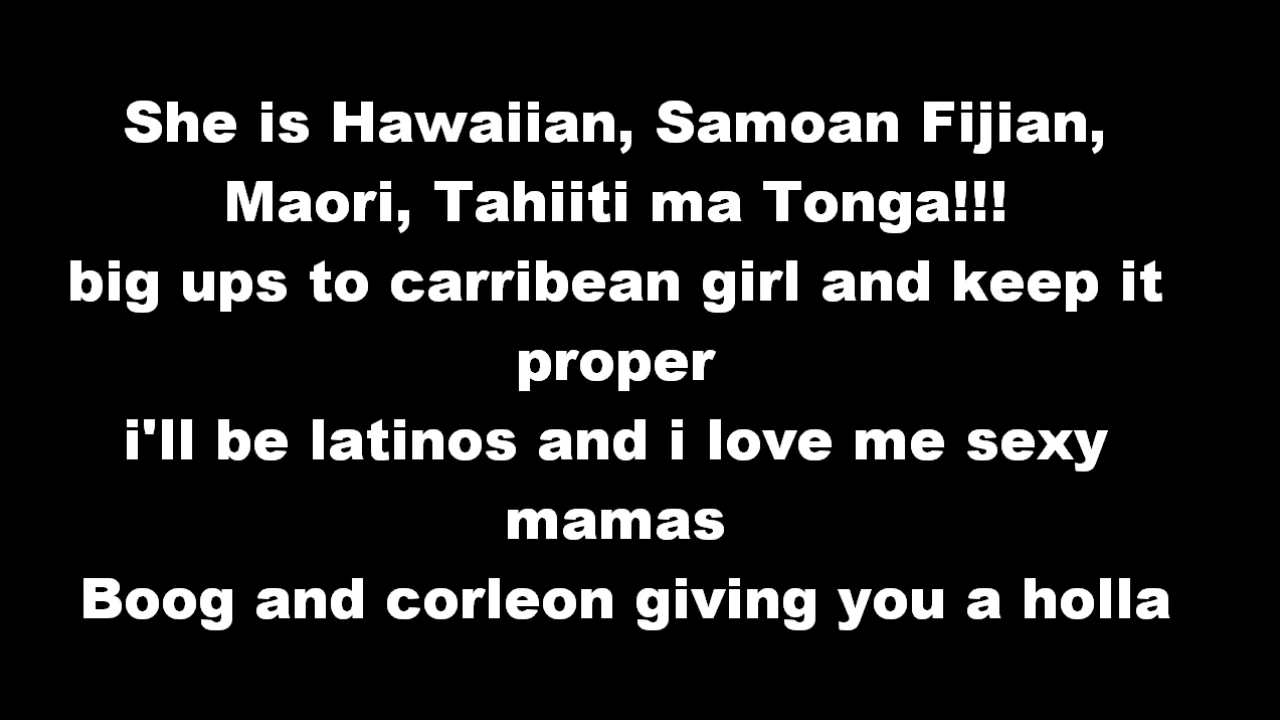 She is Hawaiian, Samoan Fijian,
Maori, Tahiiti ma Tonga!!!
big ups to carribean girl and keep it
proper
i'll be latinos and i love me sexy
mamas
Boog and corleon giving you a holla